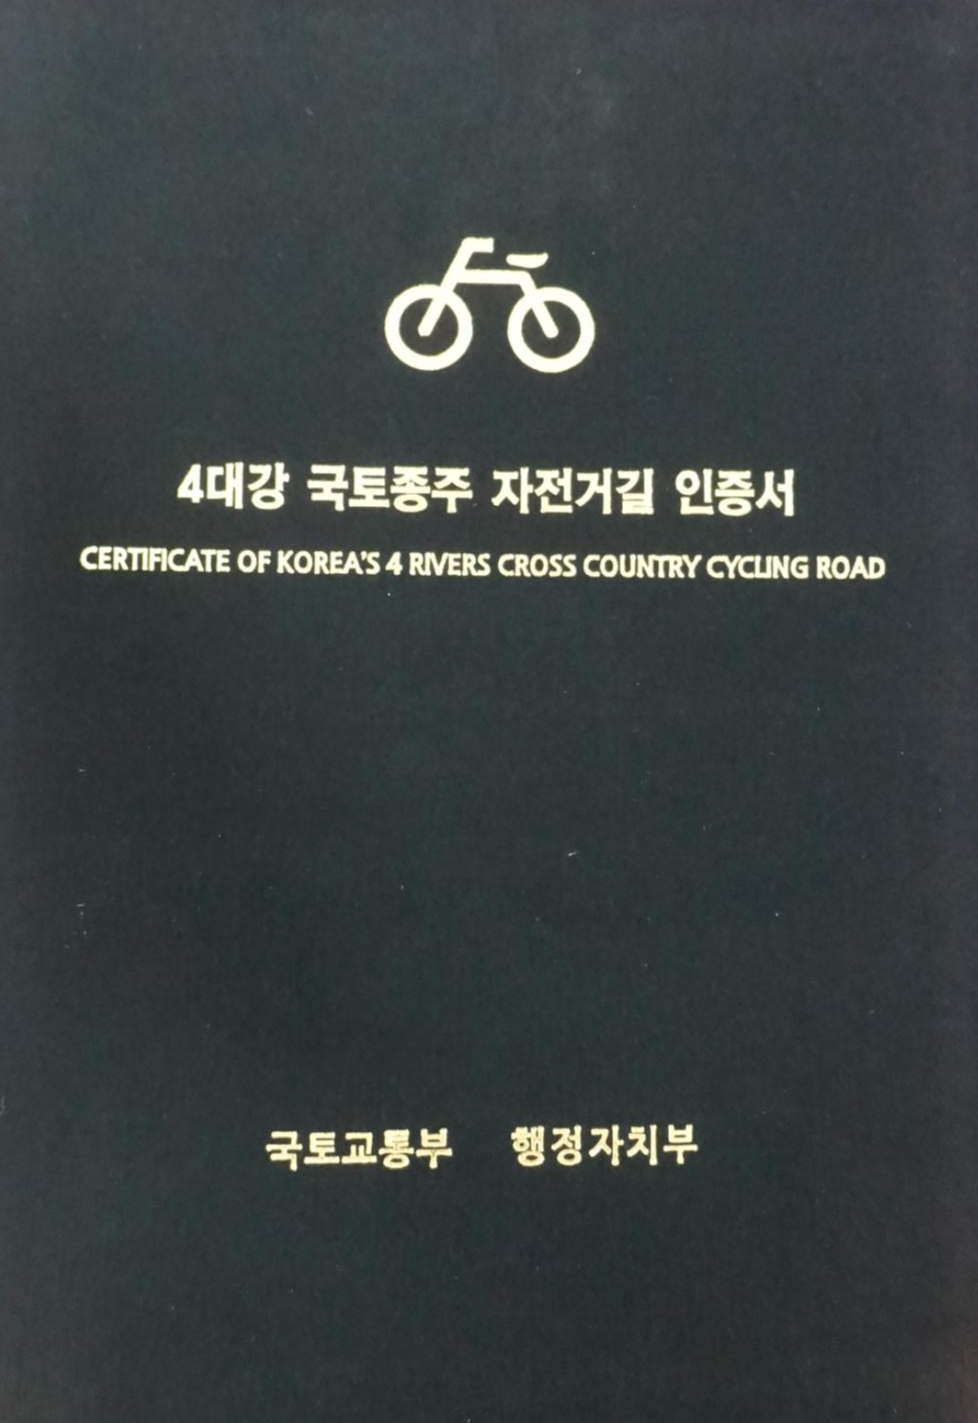 4대강 국토종주 자전거길 인증서
CERTIFICATE OF KOREA'S 4 RIVERS CROSS COUNTRY CYCLING ROAD
국토교통부 행정자치부